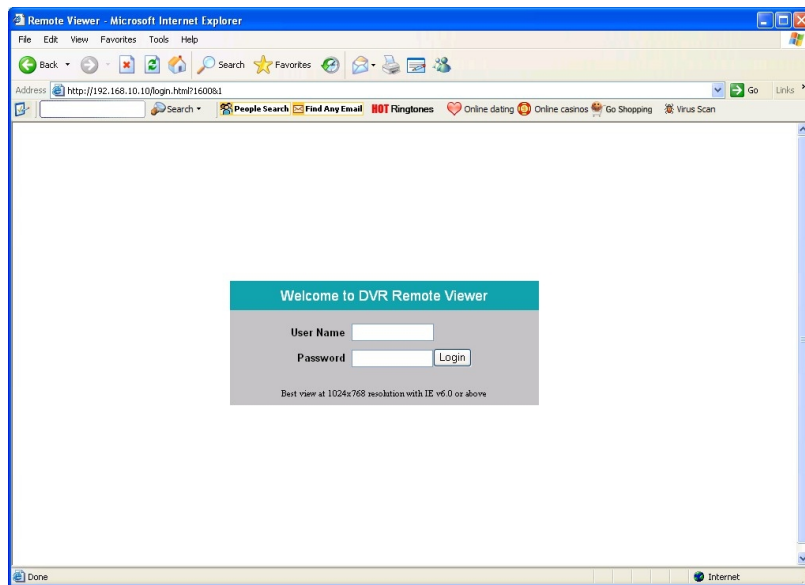 Remote Viewer - Microsoft Internet Explorer
File Edit View Favorites Tools Help
Back Search Favorites
Address http://192.168.10.10/login.html?1600&1 Go Links
Search People Search Find Any Email HOT Ringtones Online dating Online casinos Go Shopping Virus Scan
Welcome to DVR Remote Viewer
User Name
Password Login
Best view at 1024x768 resolution with IE v6.0 or above
Done Internet